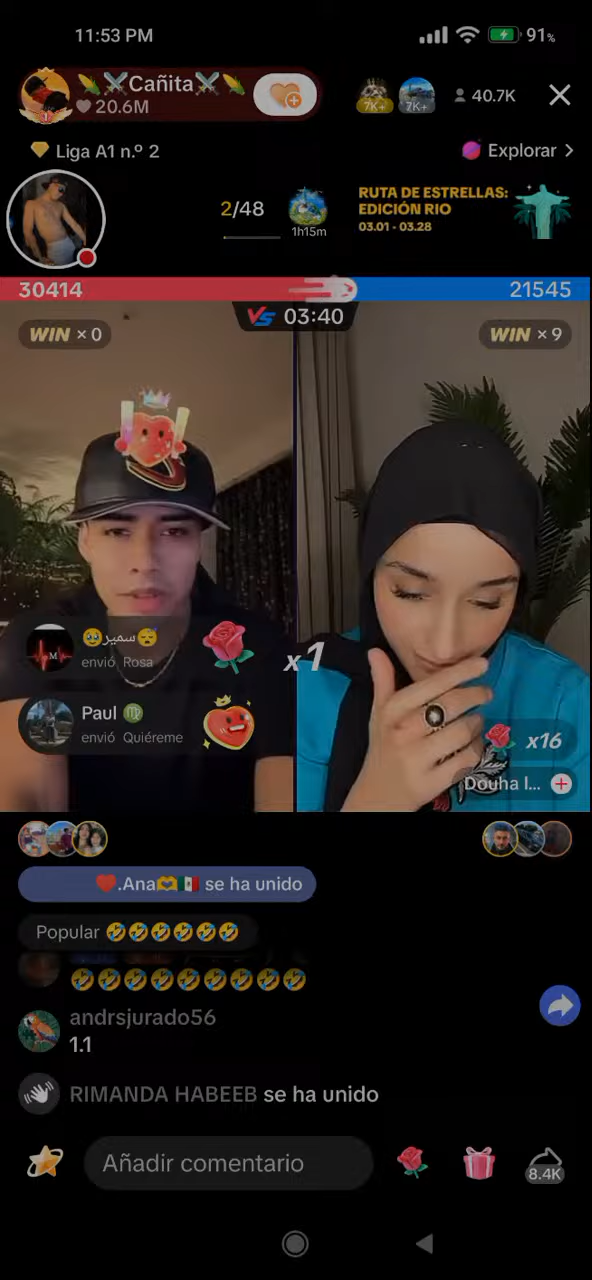 11:53 PM
91%
🌽⚔️Cañita⚔️🌽
20.6M
7K+
7K+
40.7K
Liga A1 n.º 2
Explorar >
2/48
1h15m
RUTA DE ESTRELLAS:
EDICIÓN RIO
03.01 - 03.28
30414
21545
VS 03:40
WIN × 0
WIN × 9
🥹سمير😴
envió Rosa
x1
M
Paul ♍
envió Quiéreme
x16
Douha l...
❤️.Ana🫶🇲🇽 se ha unido
Popular 🤣🤣🤣🤣🤣🤣
🤣🤣🤣🤣🤣🤣🤣🤣🤣
andrsjurado56
1.1
RIMANDA HABEEB se ha unido
Añadir comentario
8.4K